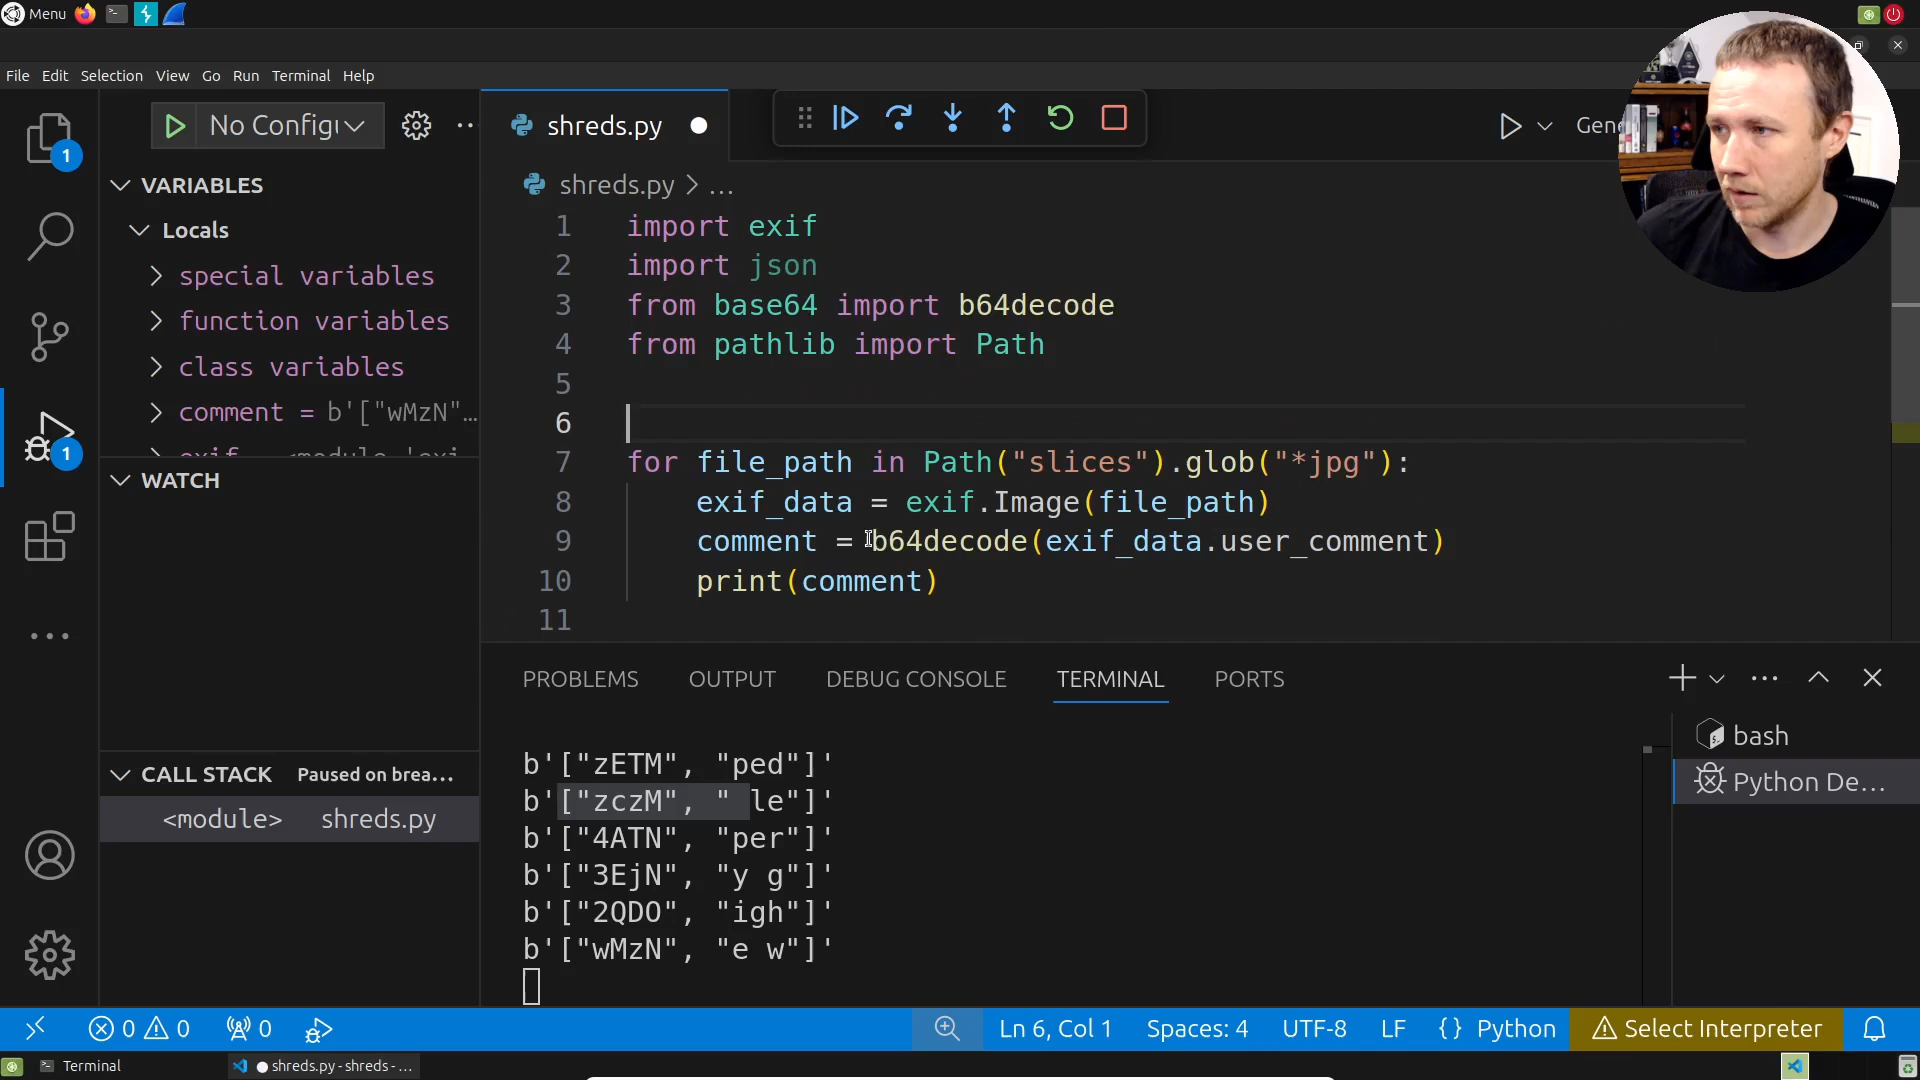 Menu
File Edit Selection View Go Run Terminal Help
No Config
shreds.py
Gen
shreds.py > ...
VARIABLES
Locals
special variables
function variables
class variables
comment = b'["wMzN"...
WATCH
CALL STACK Paused on brea...
<module> shreds.py
1 import exif
2 import json
3 from base64 import b64decode
4 from pathlib import Path
5
6
7 for file_path in Path("slices").glob("*jpg"):
8 exif_data = exif.Image(file_path)
9 comment = b64decode(exif_data.user_comment)
10 print(comment)
11
PROBLEMS OUTPUT DEBUG CONSOLE TERMINAL PORTS
b'["zETM", "ped"]'
b'["zczM", " le"]'
b'["4ATN", "per"]'
b'["3EjN", "y g"]'
b'["2QDO", "igh"]'
b'["wMzN", "e w"]'
bash
Python De...
1
1
0 0 0 Ln 6, Col 1 Spaces: 4 UTF-8 LF {} Python Select Interpreter
Terminal shreds.py - shreds - ...